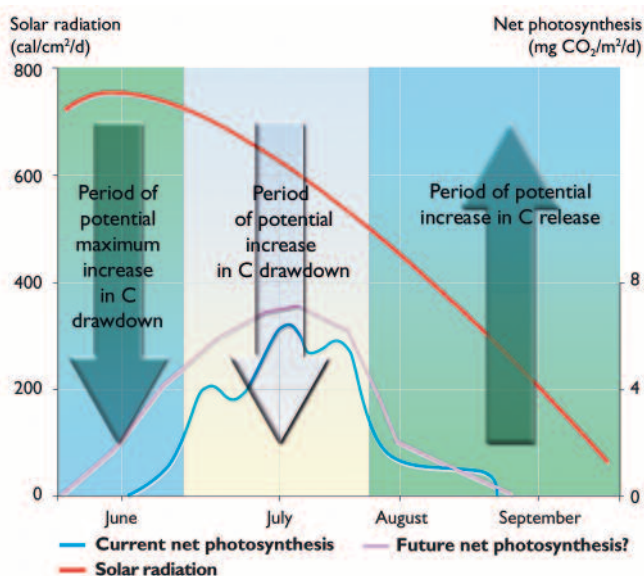 Solar radiation
(cal/cm²/d)
Net photosynthesis
(mg CO₂/m²/d)
800
600
400
200
0
8
4
0
Period of
potential
maximum
increase
in C
drawdown
Period
of potential
increase
in C drawdown
Period of potential
increase in C release
June
July
August
September
Current net photosynthesis
Future net photosynthesis?
Solar radiation